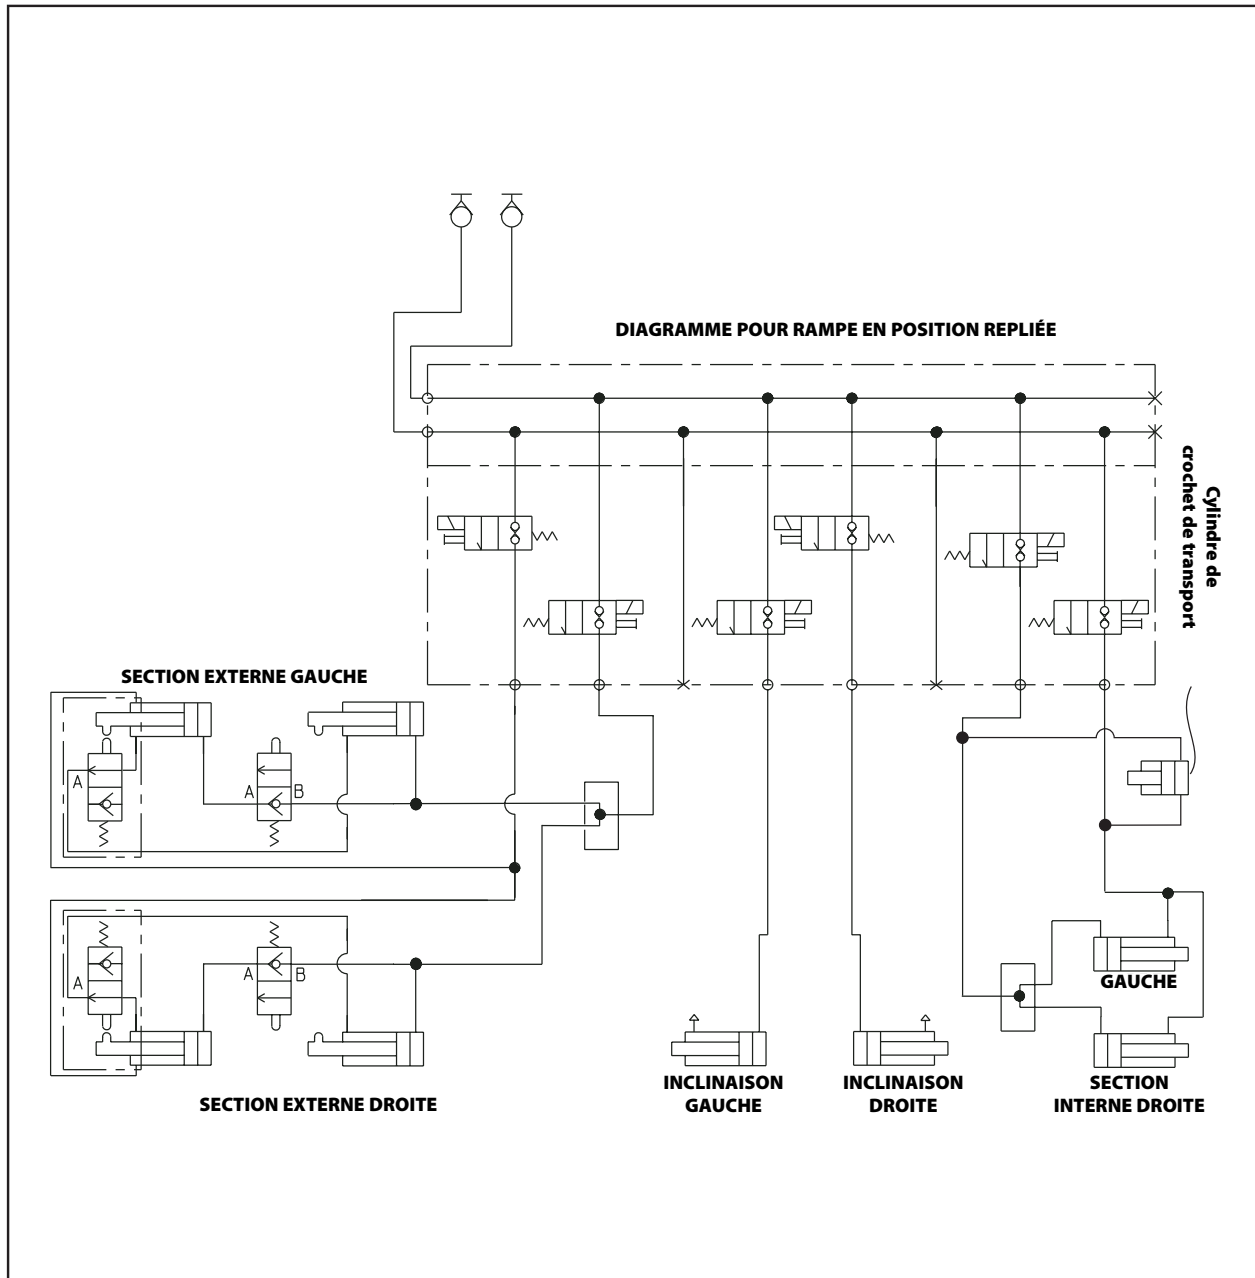 DIAGRAMME POUR RAMPE EN POSITION REPLIÉE
Cylindre de
crochet de transport
SECTION EXTERNE GAUCHE
A
A
B
A
B
A
GAUCHE
INCLINAISON
GAUCHE
INCLINAISON
DROITE
SECTION
INTERNE DROITE
SECTION EXTERNE DROITE